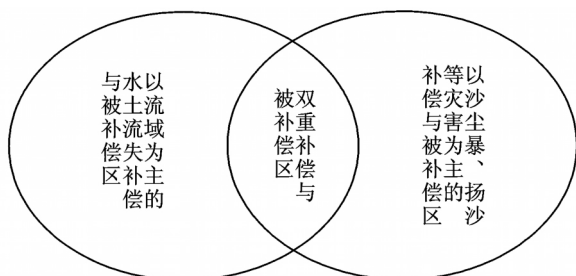 以流域为主的
水土流失补偿
与被补偿区
双重补偿与
被补偿区
以沙尘暴、扬沙
等灾害为主的
补偿与被补偿区